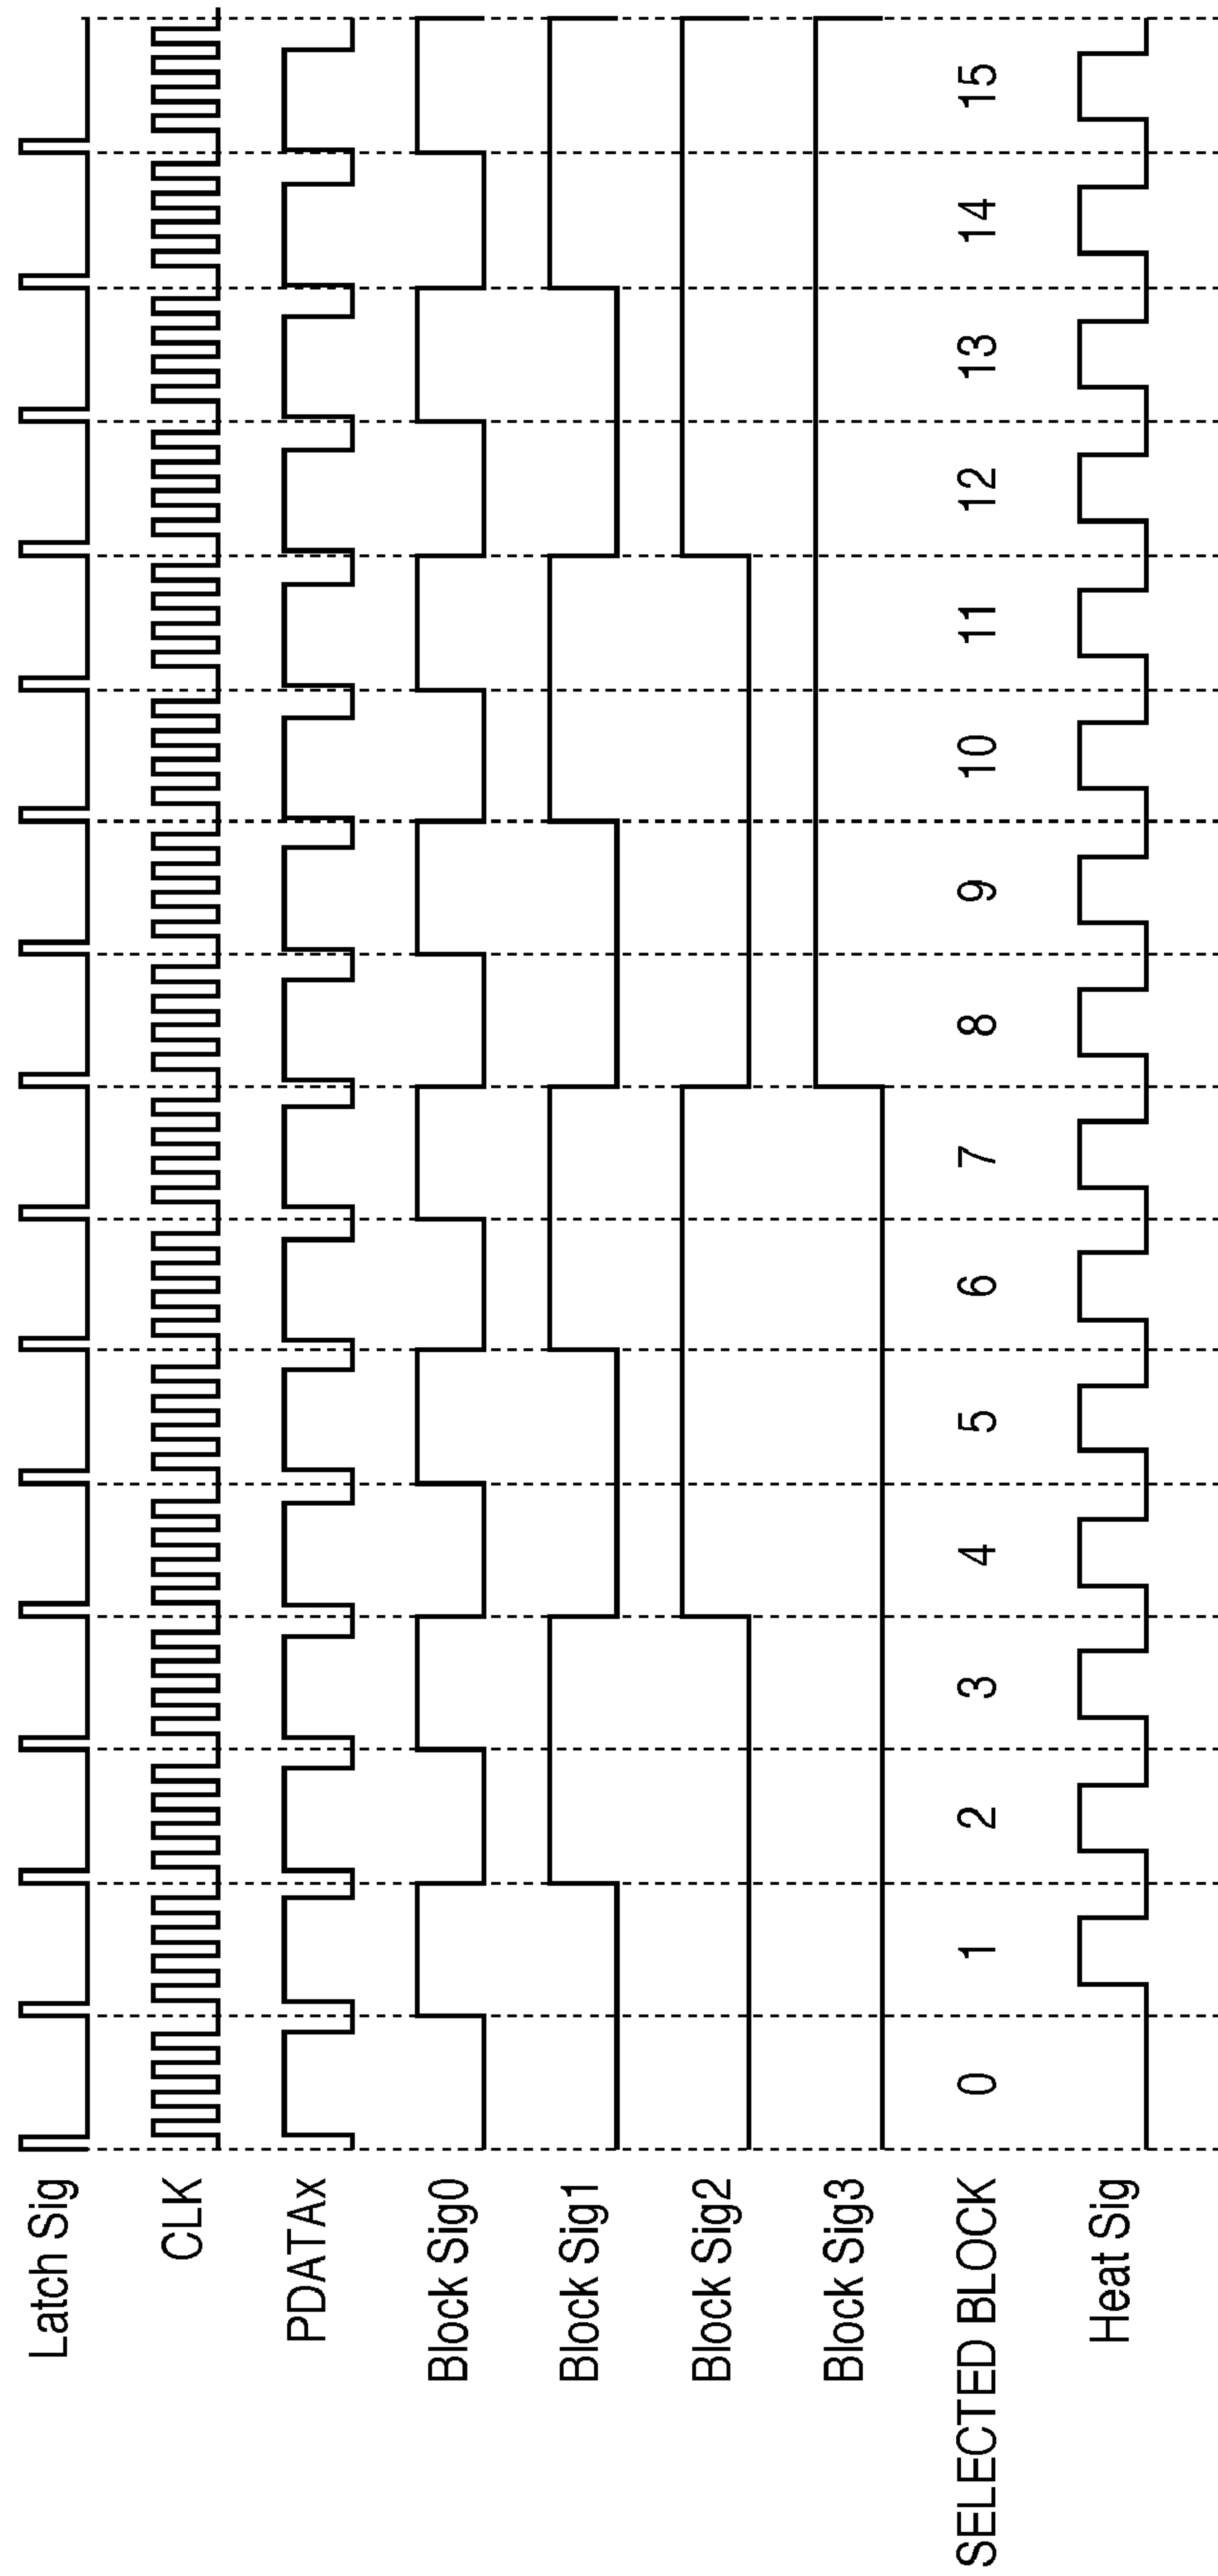 Latch Sig
CLK
PDATAx
Block Sig0
Block Sig1
Block Sig2
Block Sig3
SELECTED BLOCK 0 1 2 3 4 5 6 7 8 9 10 11 12 13 14 15
Heat Sig